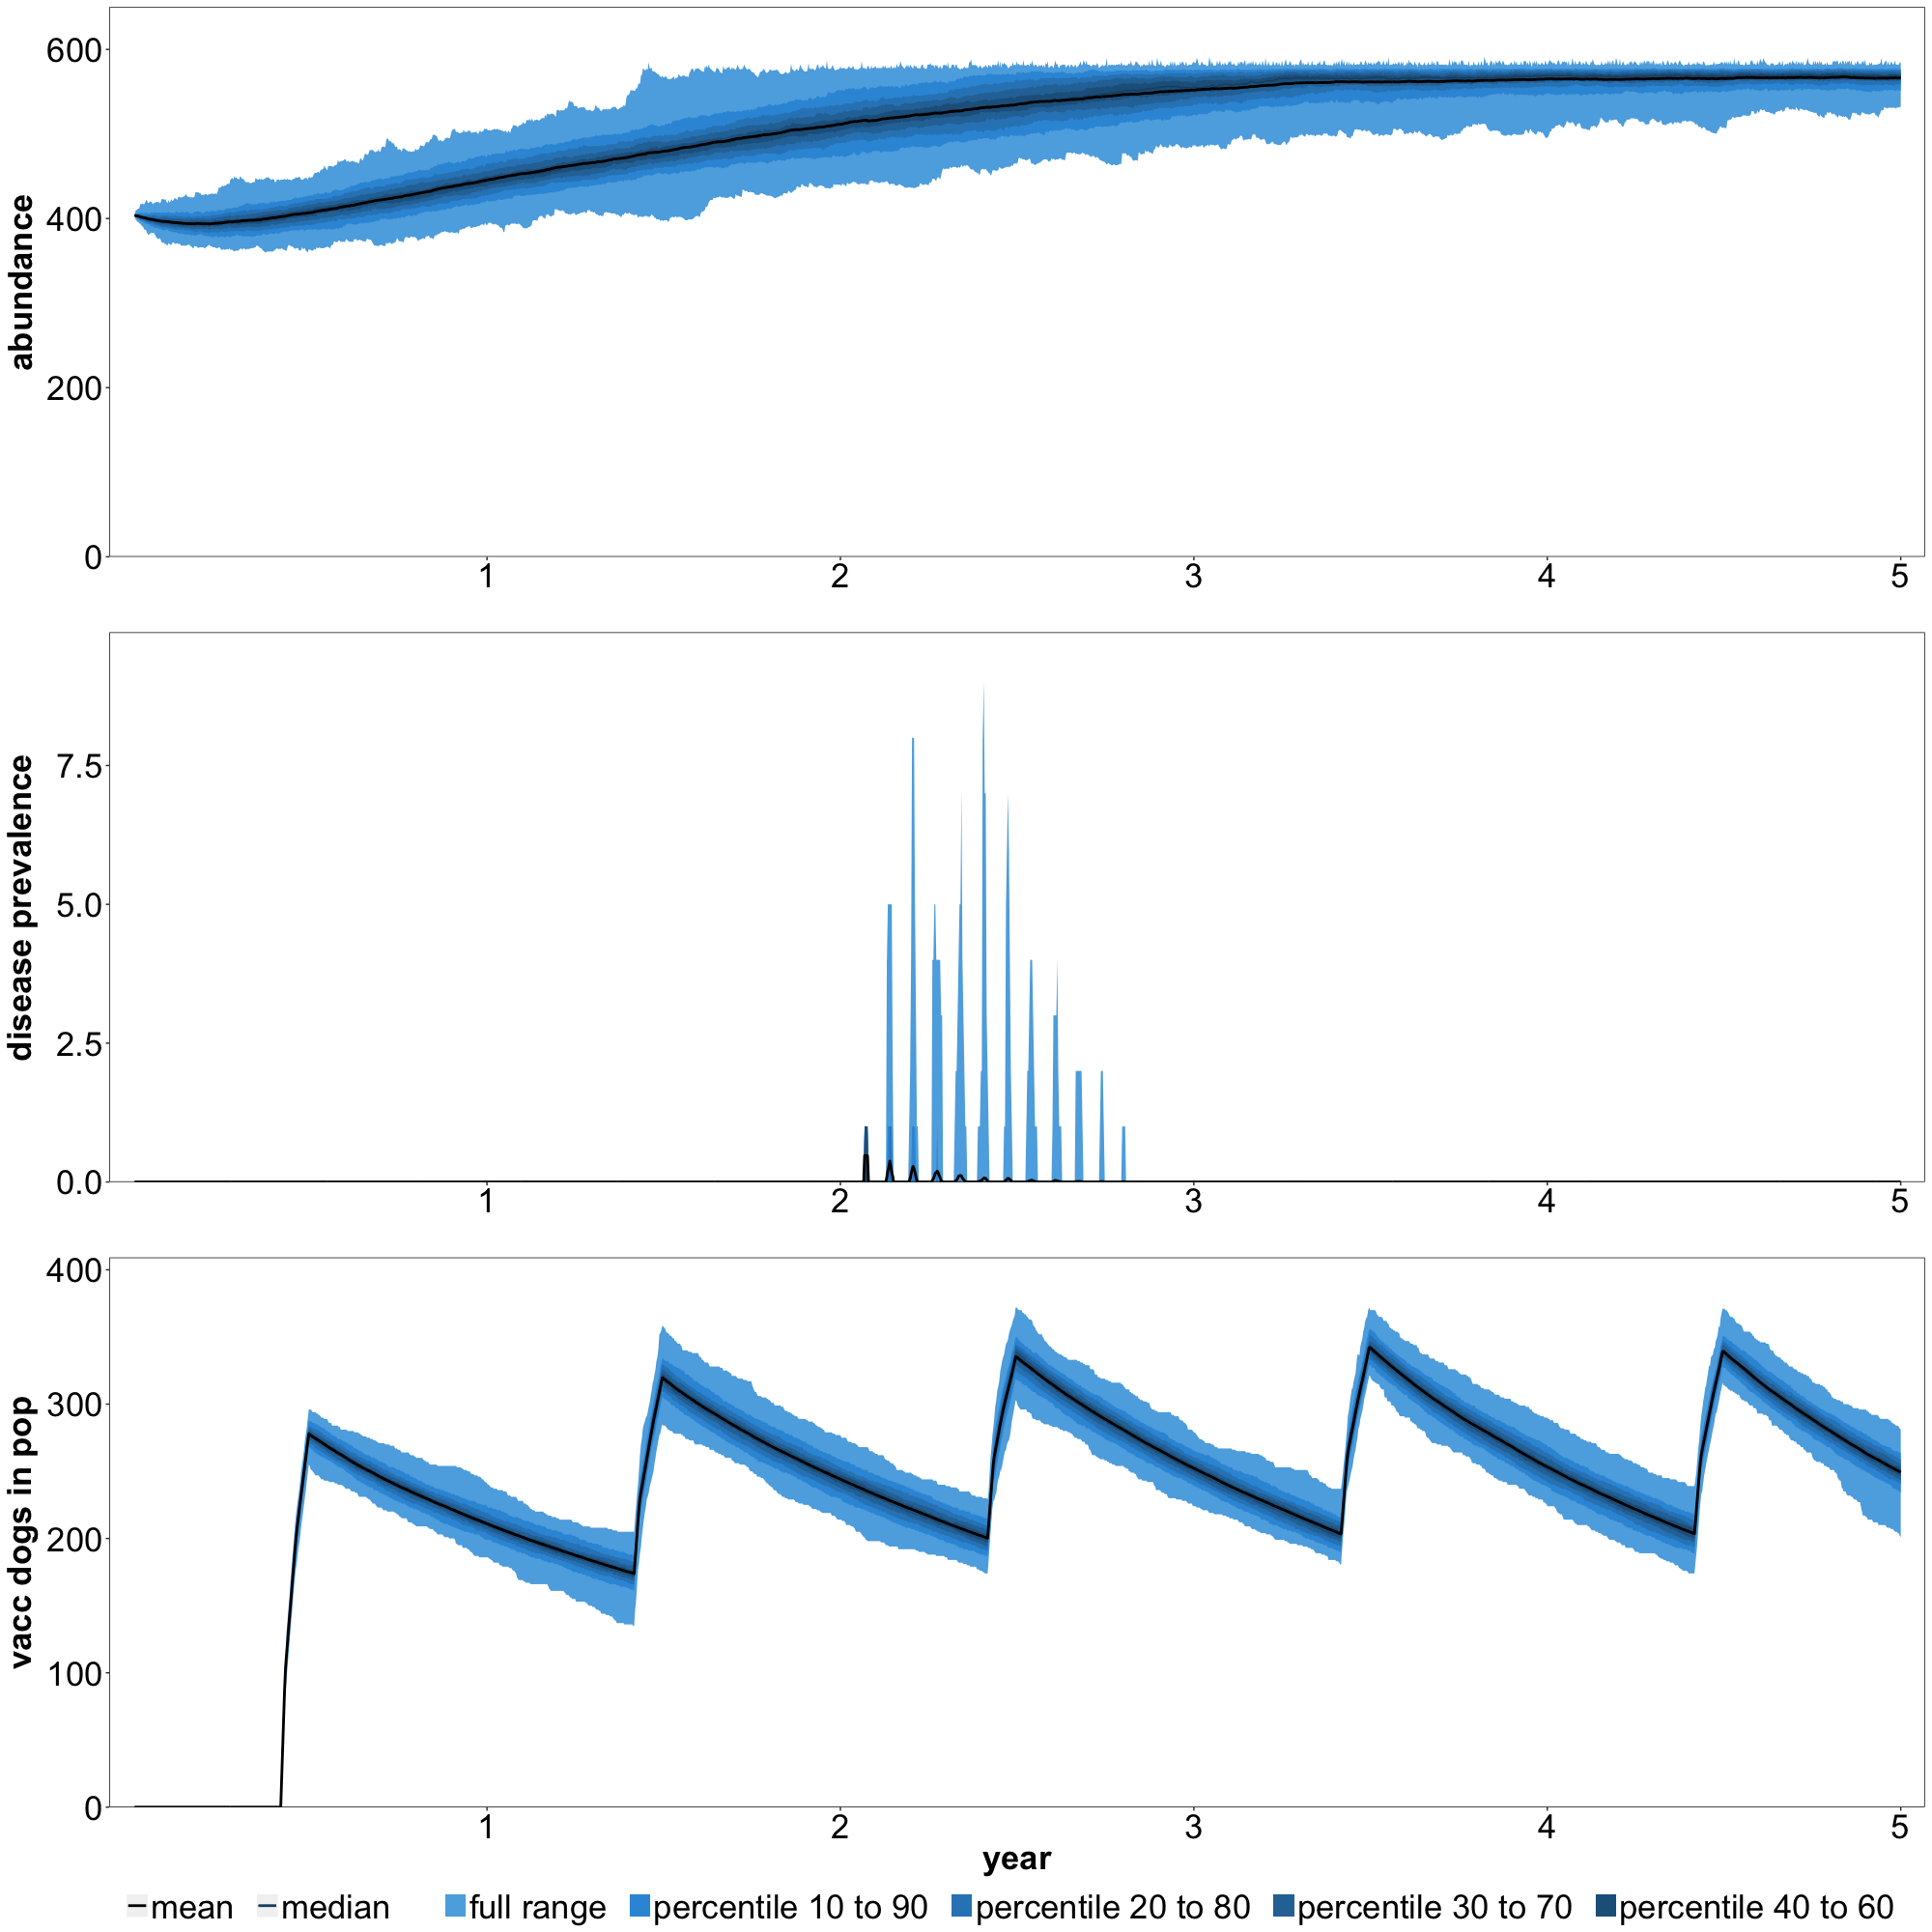 abundance
600
400
200
0
1 2 3 4 5
disease prevalence
7.5
5.0
2.5
0.0
1 2 3 4 5
vacc dogs in pop
400
300
200
100
0
1 2 3 4 5
year
mean median full range percentile 10 to 90 percentile 20 to 80 percentile 30 to 70 percentile 40 to 60